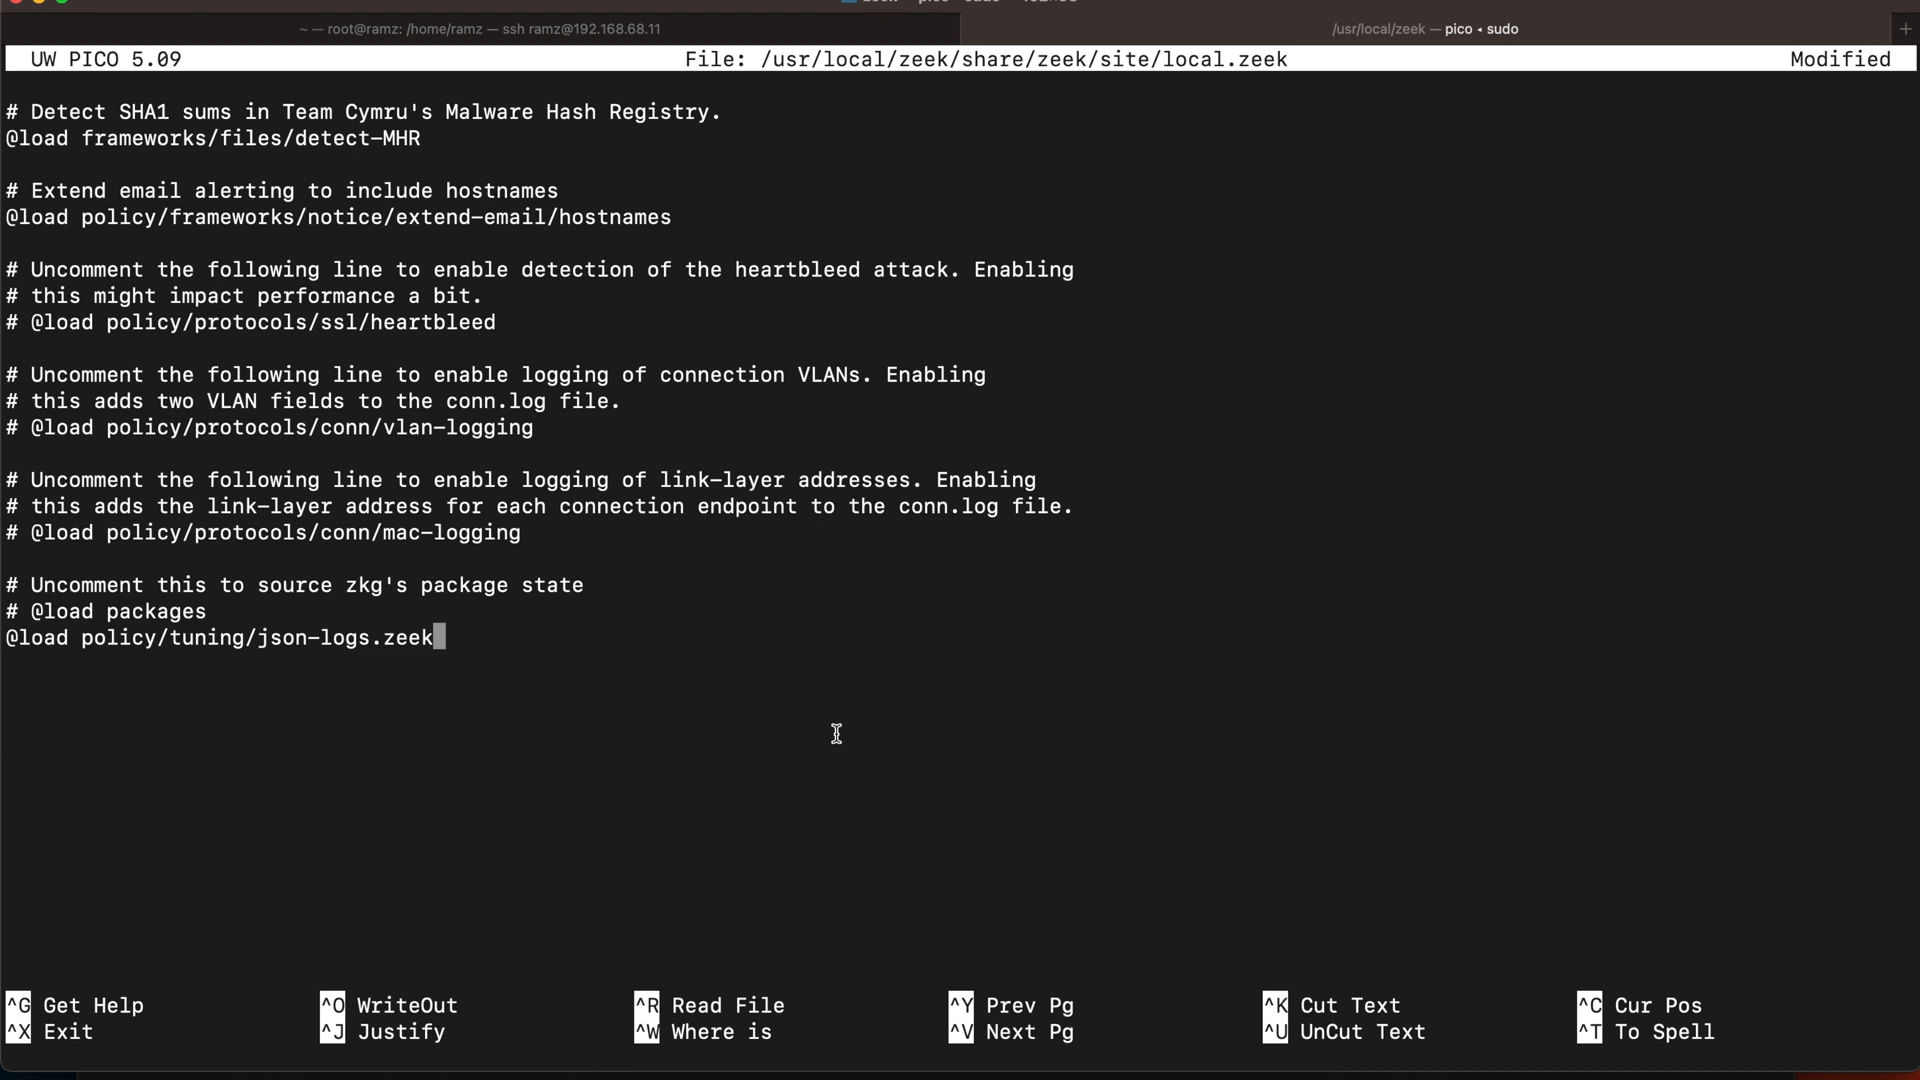 ~ — root@ramz: /home/ramz — ssh ramz@192.168.68.11
/usr/local/zeek — pico ◂ sudo
+
UW PICO 5.09 File: /usr/local/zeek/share/zeek/site/local.zeek Modified
# Detect SHA1 sums in Team Cymru's Malware Hash Registry.
@load frameworks/files/detect-MHR
# Extend email alerting to include hostnames
@load policy/frameworks/notice/extend-email/hostnames
# Uncomment the following line to enable detection of the heartbleed attack. Enabling
# this might impact performance a bit.
# @load policy/protocols/ssl/heartbleed
# Uncomment the following line to enable logging of connection VLANs. Enabling
# this adds two VLAN fields to the conn.log file.
# @load policy/protocols/conn/vlan-logging
# Uncomment the following line to enable logging of link-layer addresses. Enabling
# this adds the link-layer address for each connection endpoint to the conn.log file.
# @load policy/protocols/conn/mac-logging
# Uncomment this to source zkg's package state
# @load packages
@load policy/tuning/json-logs.zeek
^G Get Help ^O WriteOut ^R Read File ^Y Prev Pg ^K Cut Text ^C Cur Pos
^X Exit ^J Justify ^W Where is ^V Next Pg ^U UnCut Text ^T To Spell